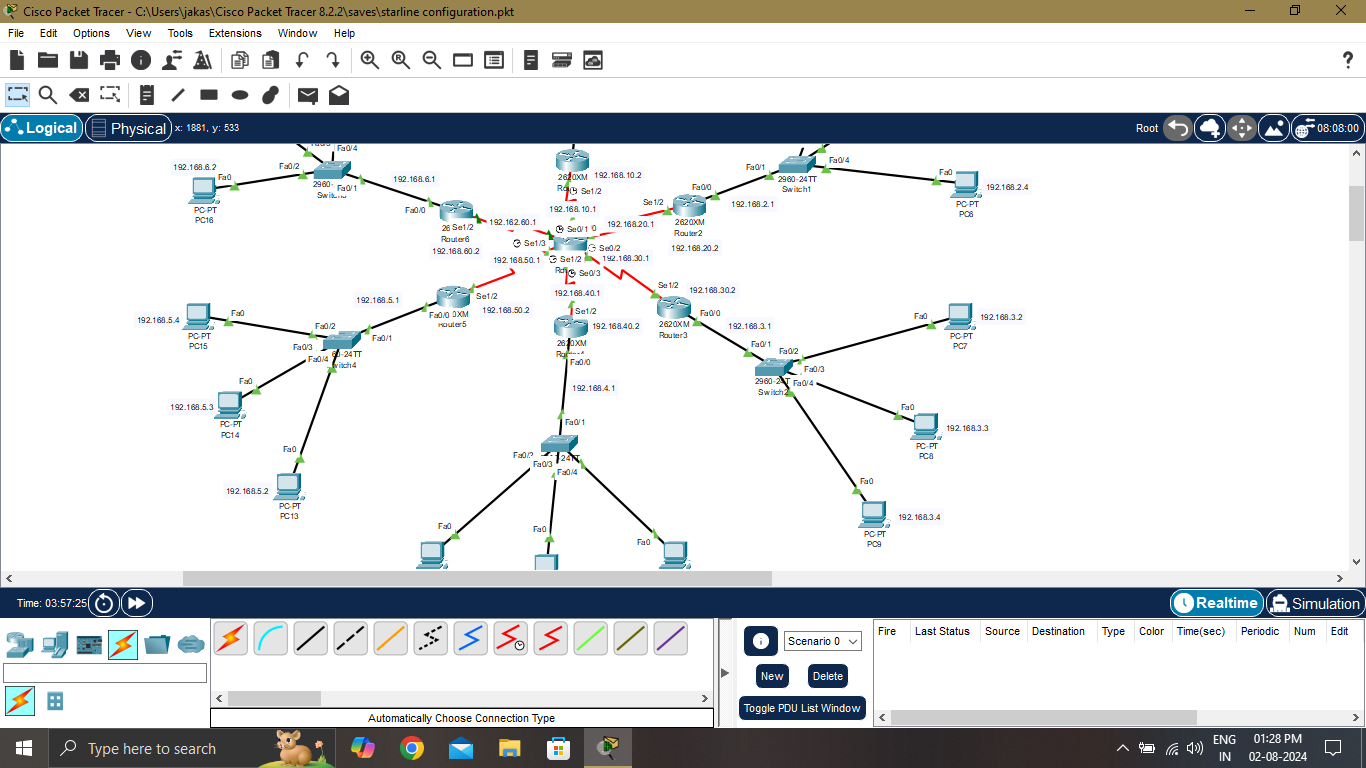 Cisco Packet Tracer - C:\Users\jakas\Cisco Packet Tracer 8.2.2\saves\starline configuration.pkt
File Edit Options View Tools Extensions Window Help
Logical Physical x: 1881, y: 533 Root 08:08:00
Fa0/4
192.168.6.2
Fa0
Fa0/2
2960-
Fa0/1
PC-PT
PC16
192.168.6.1
Fa0/0
Se1/2
Router6
192.168.60.2
192.162.60.1
Se1/3
192.168.50.1
2620XM
192.168.10.2
Se1/2
192.168.10.1
Se0/1
Se0/2
Se1/2
Se0/3
192.168.20.1
192.168.30.1
192.168.40.1
Se1/2
Fa0/0
2620XM
Router2
192.168.20.2
192.168.2.1
Fa0/1
Fa0/4
2960-24TT
Switch1
Fa0
192.168.2.4
PC-PT
PC6
192.168.5.1
Se1/2
192.168.50.2
Fa0/0
Router5
192.168.5.4
Fa0
PC-PT
PC15
Fa0/2
Fa0/1
Fa0/3
Fa0/4
60-24TT
witch4
Fa0
192.168.5.3
PC-PT
PC14
Fa0
192.168.5.2
PC-PT
PC13
Se1/2
192.168.40.2
Fa0/0
192.168.4.1
Fa0/1
Fa0/3
Fa0/4
Fa0
Fa0
Fa0
Se1/2
192.168.30.2
Fa0/0
2620XM
Router3
192.168.3.1
Fa0/1
Fa0/2
Fa0/3
Fa0/4
Fa0
192.168.3.2
PC-PT
PC7
Fa0
192.168.3.3
PC-PT
PC8
Fa0
192.168.3.4
PC-PT
PC9
Time: 03:57:25 Realtime Simulation
Scenario 0
New Delete
Toggle PDU List Window
Fire Last Status Source Destination Type Color Time(sec) Periodic Num Edit
Automatically Choose Connection Type
Type here to search
ENG
IN
01:28 PM
02-08-2024